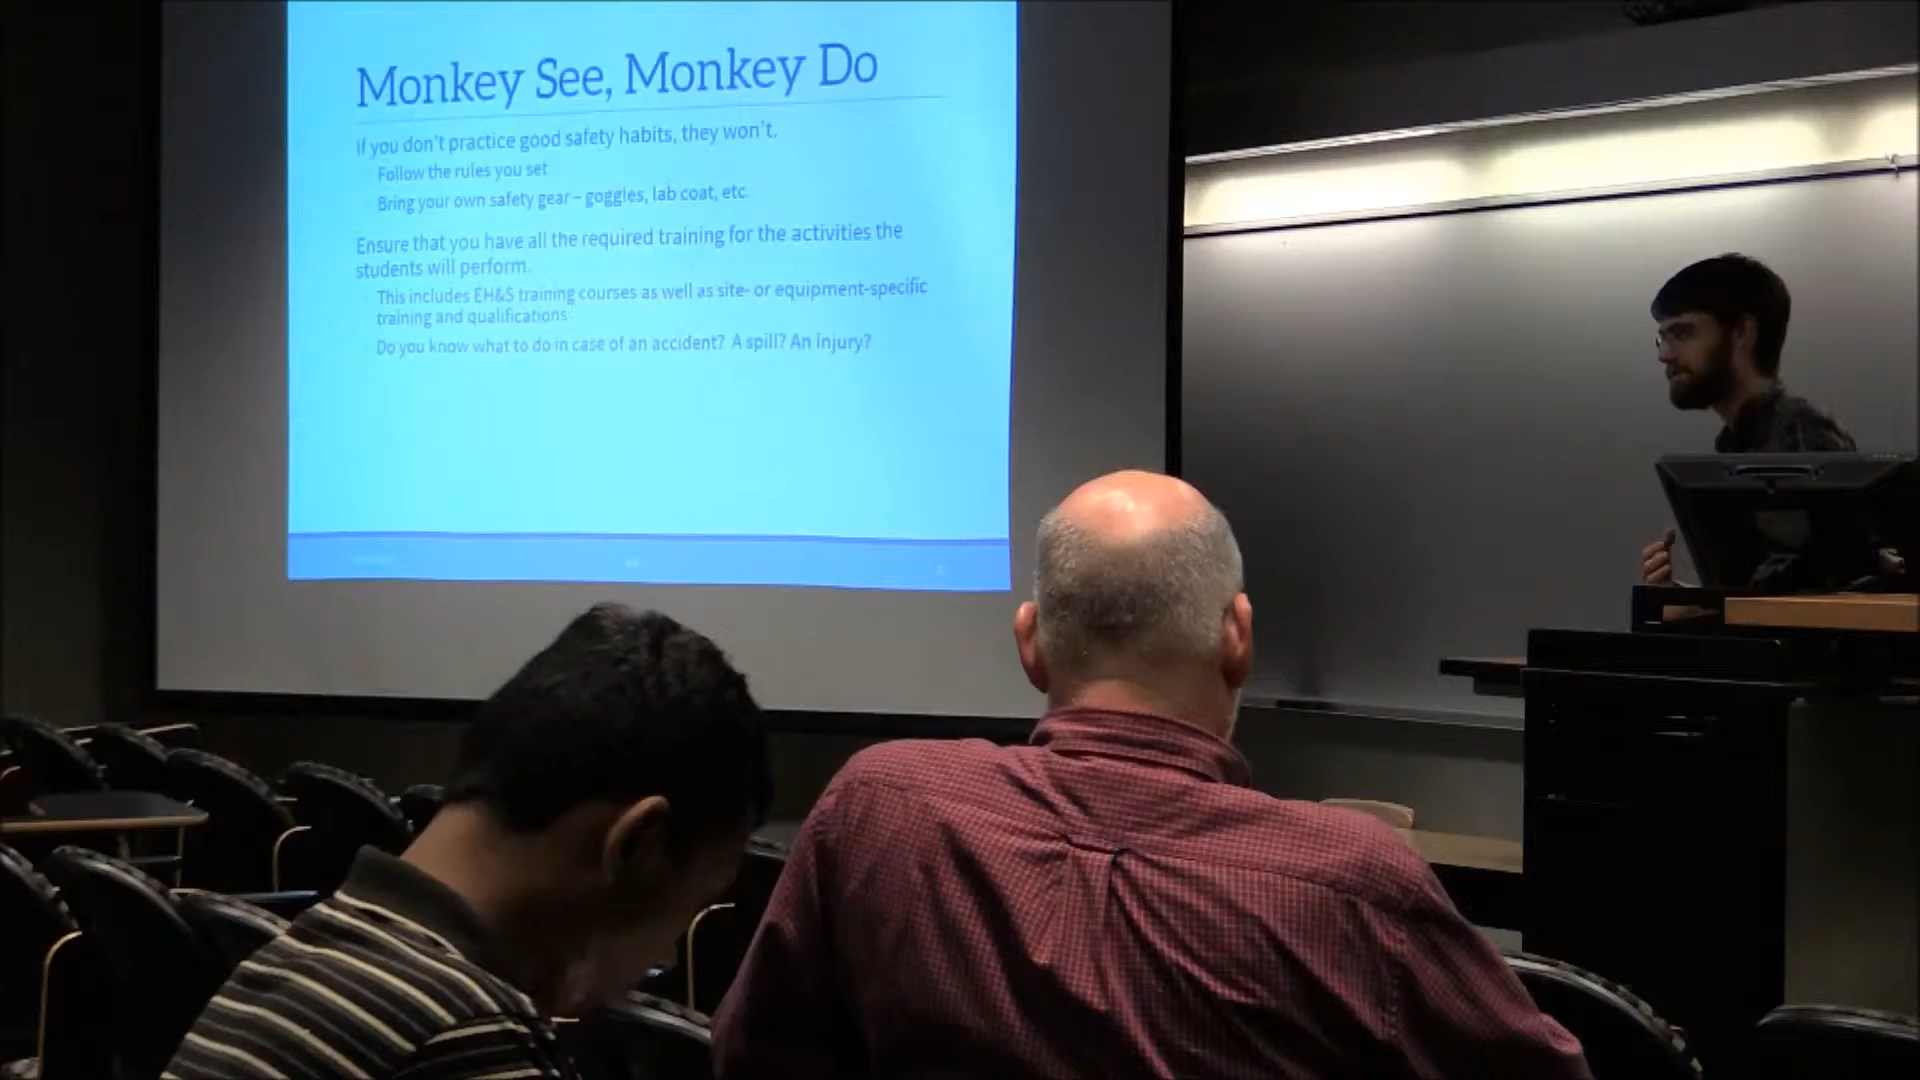 Monkey See, Monkey Do
If you don't practice good safety habits, they won't.
Follow the rules you set
Bring your own safety gear – goggles, lab coat, etc.
Ensure that you have all the required training for the activities the
students will perform.
This includes EH&S training courses as well as site- or equipment-specific
training and qualifications
Do you know what to do in case of an accident? A spill? An injury?